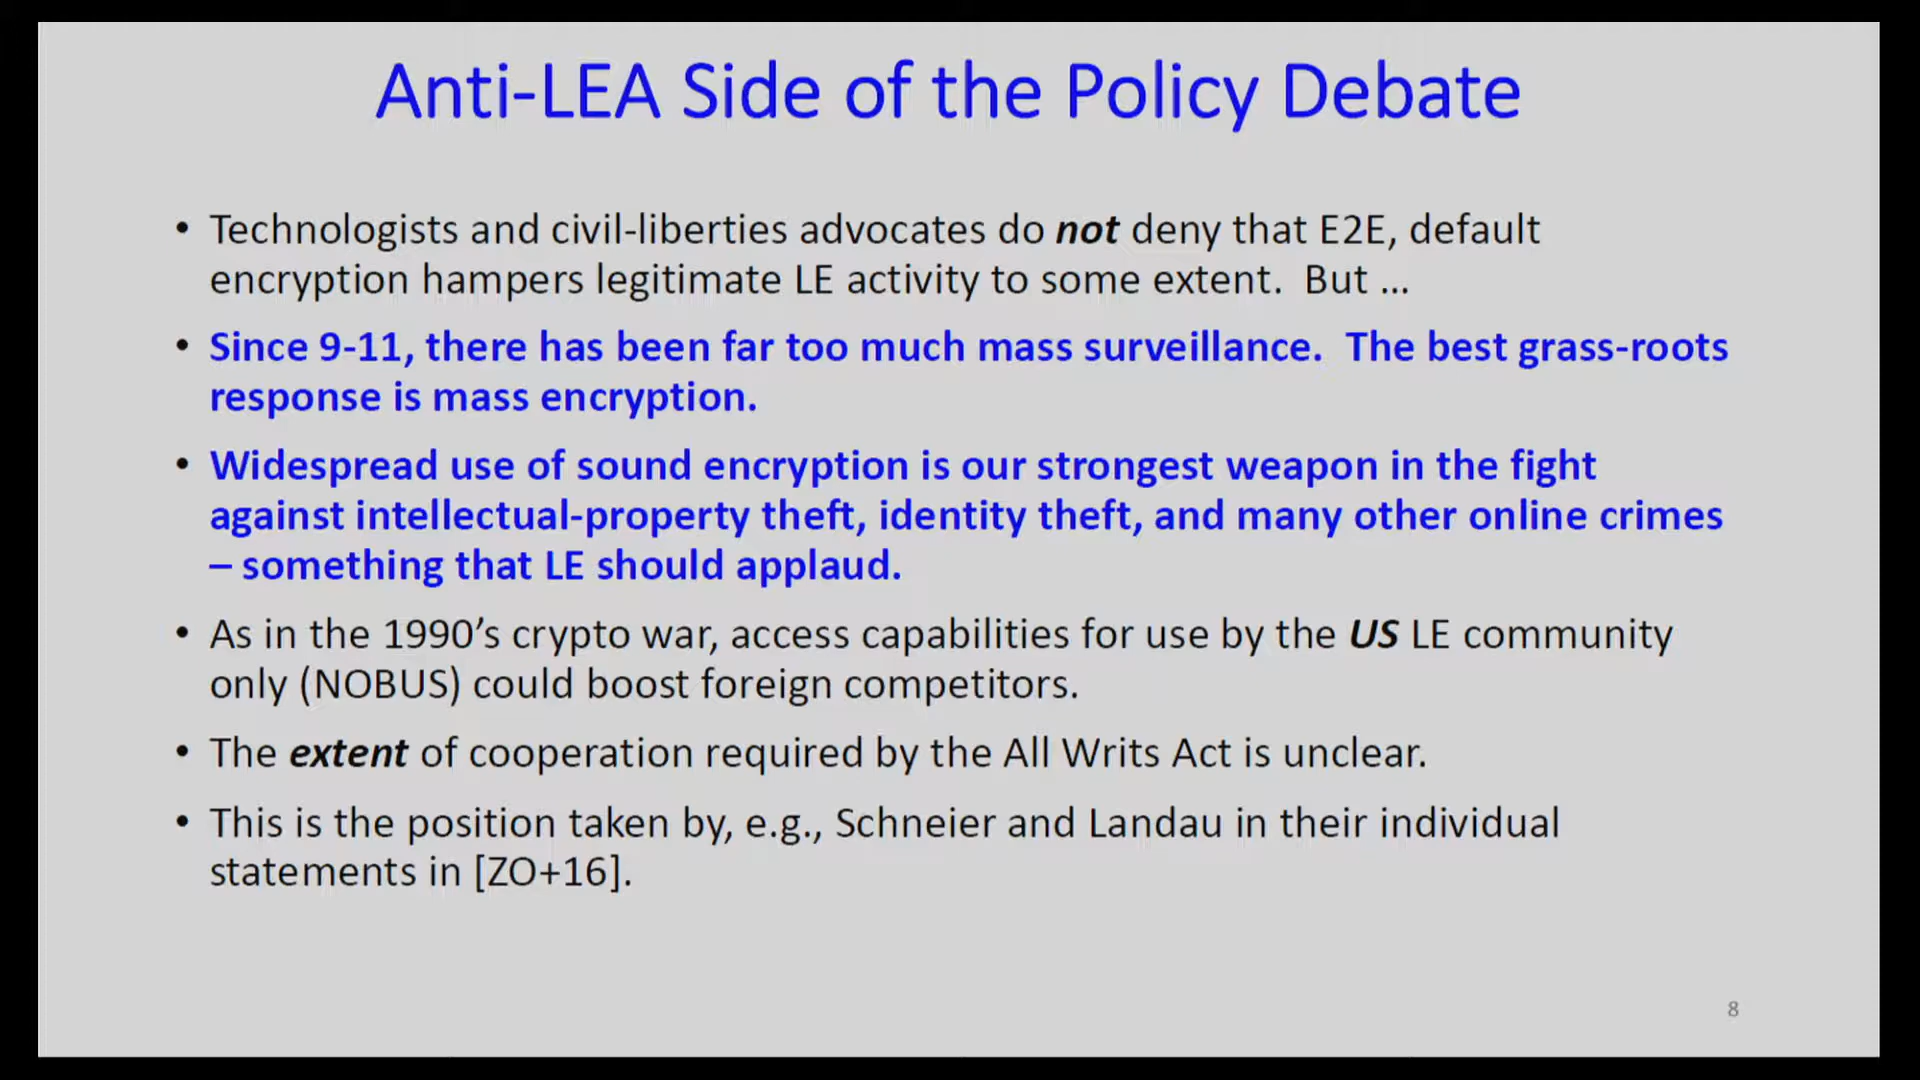 Anti-LEA Side of the Policy Debate
• Technologists and civil-liberties advocates do not deny that E2E, default
encryption hampers legitimate LE activity to some extent.  But ...
• Since 9-11, there has been far too much mass surveillance.  The best grass-roots
response is mass encryption.
• Widespread use of sound encryption is our strongest weapon in the fight
against intellectual-property theft, identity theft, and many other online crimes
– something that LE should applaud.
• As in the 1990’s crypto war, access capabilities for use by the US LE community
only (NOBUS) could boost foreign competitors.
• The extent of cooperation required by the All Writs Act is unclear.
• This is the position taken by, e.g., Schneier and Landau in their individual
statements in [ZO+16].
8